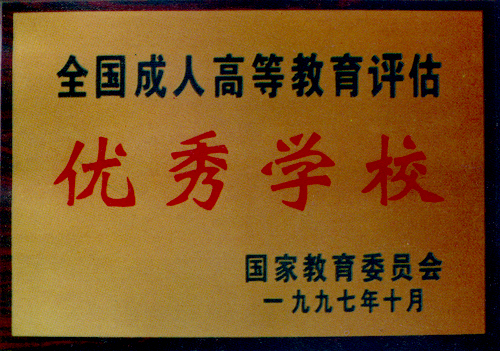 全国成人高等教育评估
优秀学校
国家教育委员会
一九九七年十月